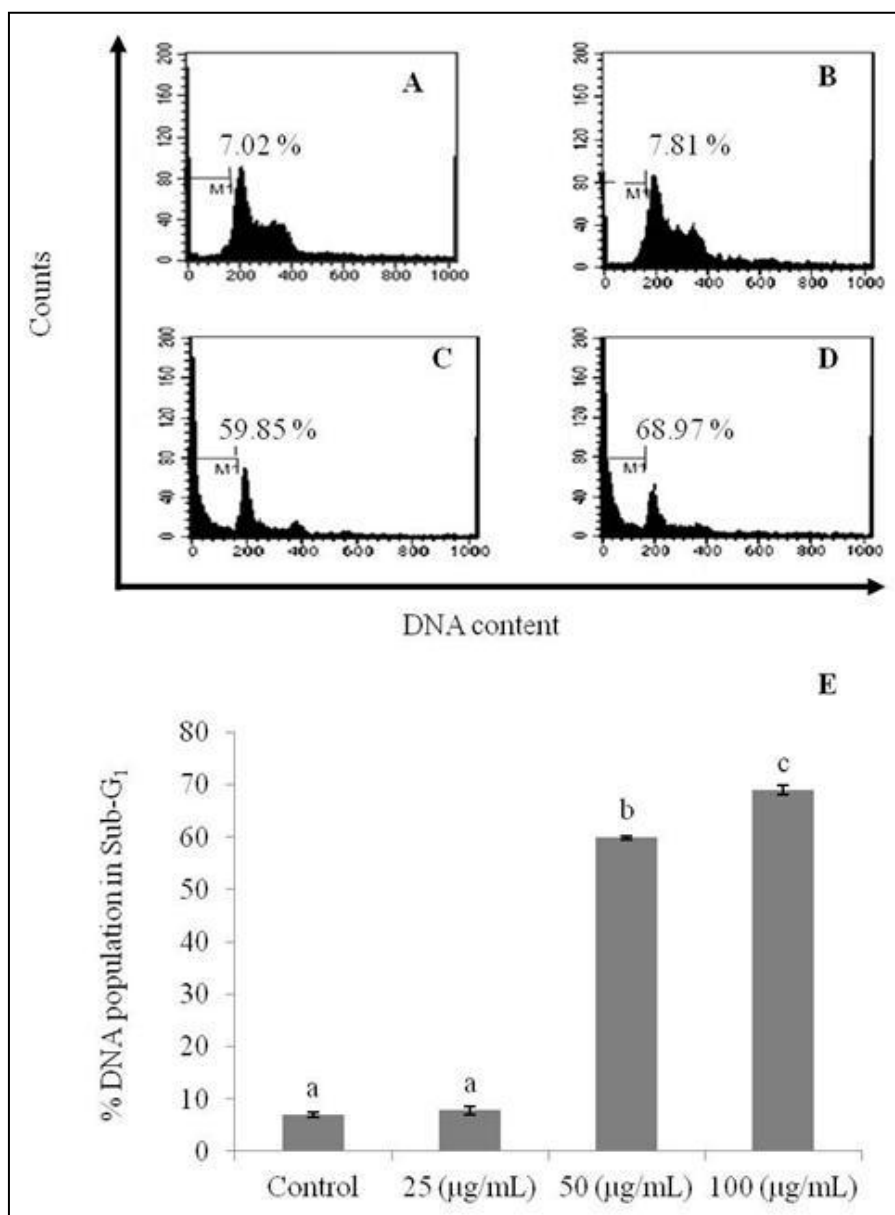 A
200
160
120
80
40
0
7.02 %
M1
0 200 400 600 800 1000
B
200
160
120
80
40
0
7.81 %
M1
0 200 400 600 800 1000
Counts
C
200
160
120
80
40
0
59.85 %
M1
0 200 400 600 800 1000
D
200
160
120
80
40
0
68.97 %
M1
0 200 400 600 800 1000
DNA content
E
% DNA population in Sub-G₁
80
70
60
50
40
30
20
10
0
a
a
b
c
Control 25 (µg/mL) 50 (µg/mL) 100 (µg/mL)